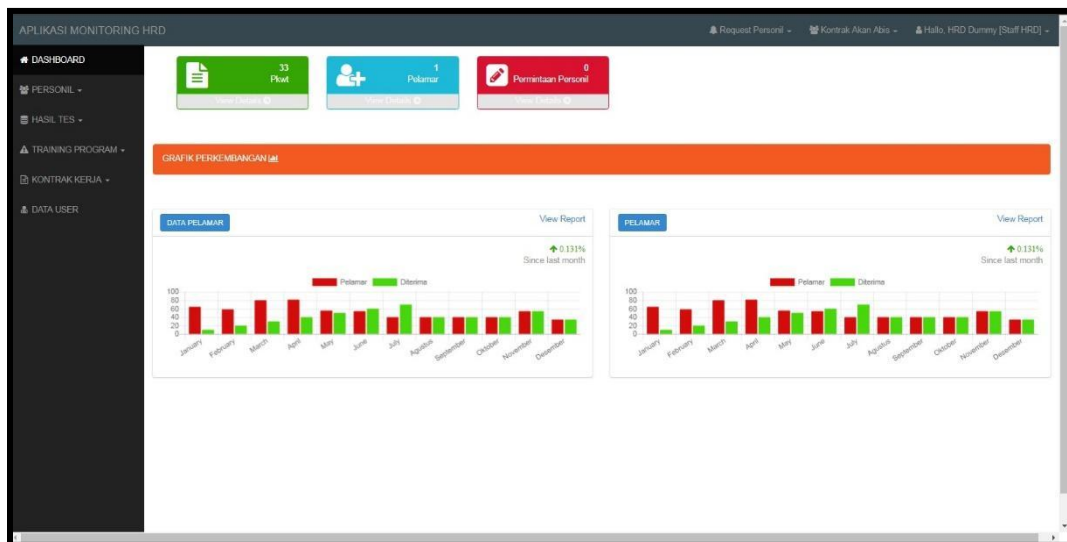 APLIKASI MONITORING HRD
Request Personil
Kontrak Akan Abis
Hallo, HRD Dummy [Staff HRD]
DASHBOARD
PERSONIL
HASIL TES
TRAINING PROGRAM
KONTRAK KERJA
DATA USER
33
Pkwt
View Details
1
Pelamar
View Details
0
Permintaan Personil
View Details
GRAFIK PERKEMBANGAN
DATA PELAMAR
View Report
0.131%
Since last month
Pelamar Diterima
100
80
60
40
20
0
January February March April May June July Agustus September Oktober November Desember
PELAMAR
View Report
0.131%
Since last month
Pelamar Diterima
100
80
60
40
20
0
January February March April May June July Agustus September Oktober November Desember